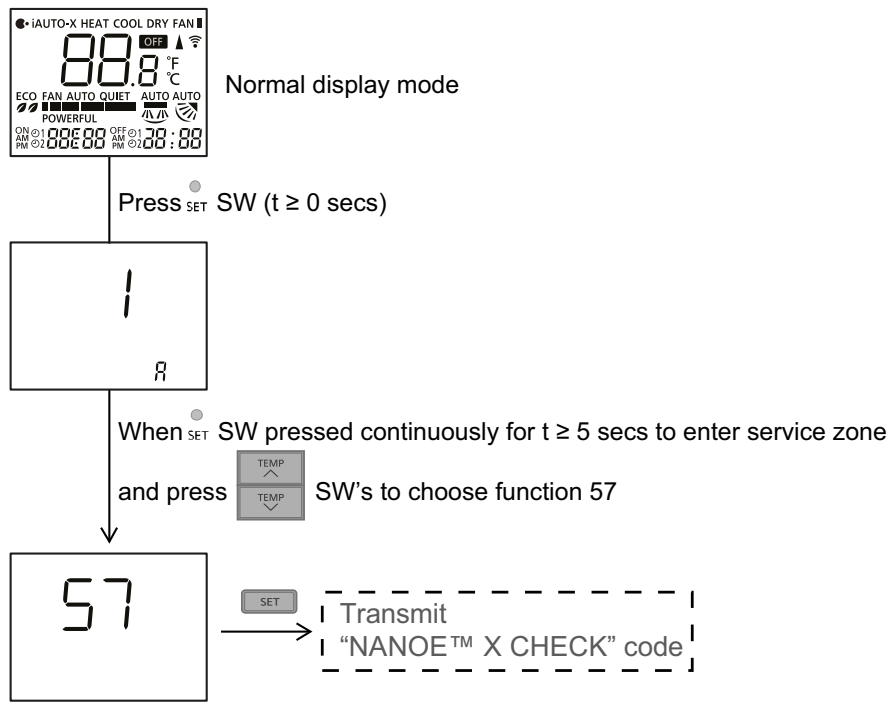 iAUTO-X HEAT COOL DRY FAN
88.8 OFF °F
°C
ECO FAN AUTO QUIET AUTO AUTO
POWERFUL
ON AM PM 1 2 88:88 OFF AM PM 1 2 88:88
Normal display mode
Press SET SW (t ≥ 0 secs)
1
A
When SET SW pressed continuously for t ≥ 5 secs to enter service zone
and press TEMP TEMP SW's to choose function 57
57
SET
Transmit
“NANOE™ X CHECK” code